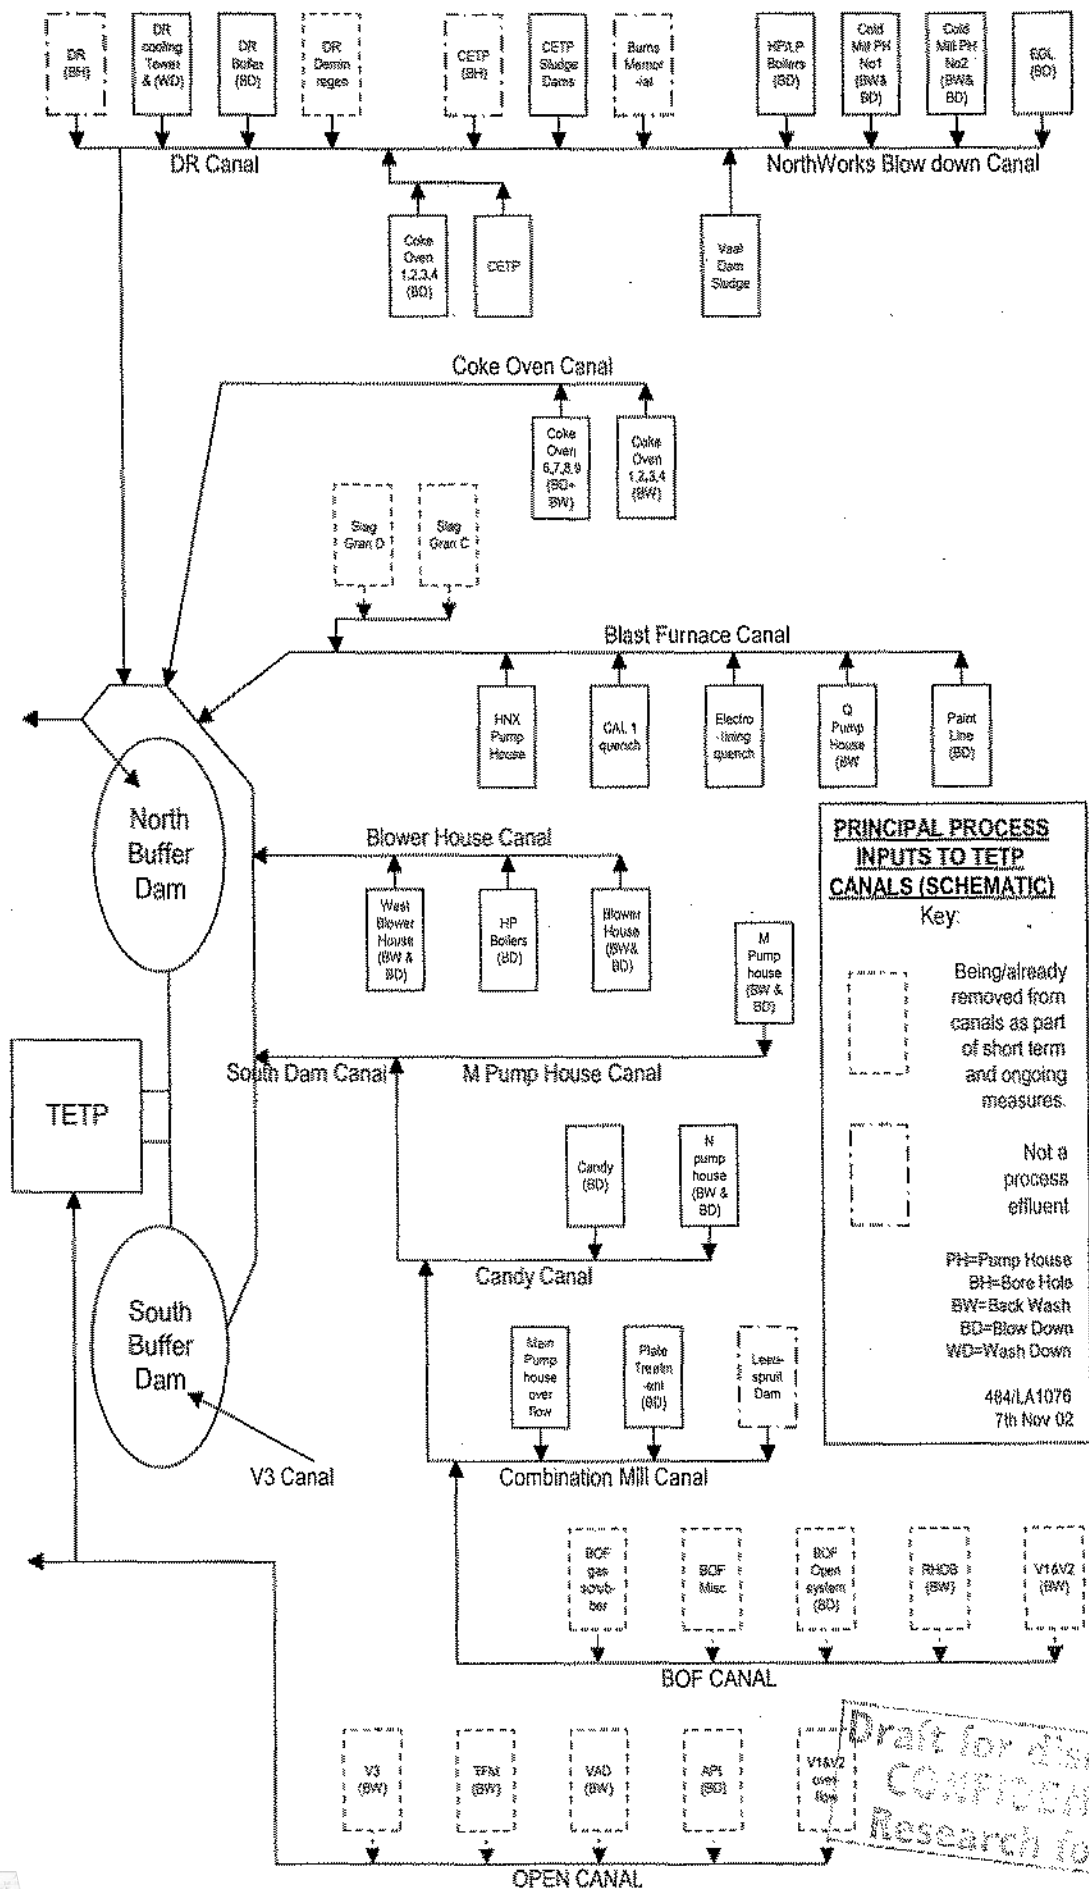 DR
(BH)
DR
cooling
Tower
& (WD)
DR
Buffer
(BD)
DR
Demin
regen
CETP
(BH)
CETP
Sludge
Dams
Burns
Memor
-ial
HP/LP
Boilers
(BD)
Cold
Mill PH
No1
(BW&
BD)
Cold
Mill PH
No2
(BW&
BD)
EGL
(BD)
DR Canal
NorthWorks Blow down Canal
Coke
Oven
1,2,3,4
(BD)
CETP
Vaal
Dam
Sludge
Coke Oven Canal
Coke
Oven
6,7,8,9
(BD+
BW)
Coke
Oven
1,2,3,4
(BW)
Slag
Gran D
Slag
Gran C
Blast Furnace Canal
HNX
Pump
House
CAL 1
quench
Electro
-lining
quench
Q
Pump
House
(BW
Paint
Line
(BD)
North
Buffer
Dam
Blower House Canal
West
Blower
House
(BW &
BD)
HP
Boilers
(BD)
Blower
House
(BW&
BD)
M
Pump
house
(BW &
BD)
South Dam Canal
M Pump House Canal
TETP
Candy
(BD)
N
pump
house
(BW &
BD)
Candy Canal
South
Buffer
Dam
V3 Canal
Main
Pump
house
over
flow
Plate
Treatm
-ent
(BD)
Leeu-
spruit
Dam
Combination Mill Canal
BOF
gas
scrub-
ber
BOF
Misc
BOF
Open
system
(BD)
RHOB
(BW)
V1&V2
(BW)
BOF CANAL
V3
(BW)
TFM
(BW)
VAD
(BW)
API
(BD)
V1&V2
over
flow
OPEN CANAL
PRINCIPAL PROCESS
INPUTS TO TETP
CANALS (SCHEMATIC)
Key:
Being/already
removed from
canals as part
of short term
and ongoing
measures.
Not a
process
effluent
PH=Pump House
BH=Bore Hole
BW=Back Wash
BD=Blow Down
WD=Wash Down
484/LA1076
7th Nov 02
Draft for dis
CONFIDEN
Research fo